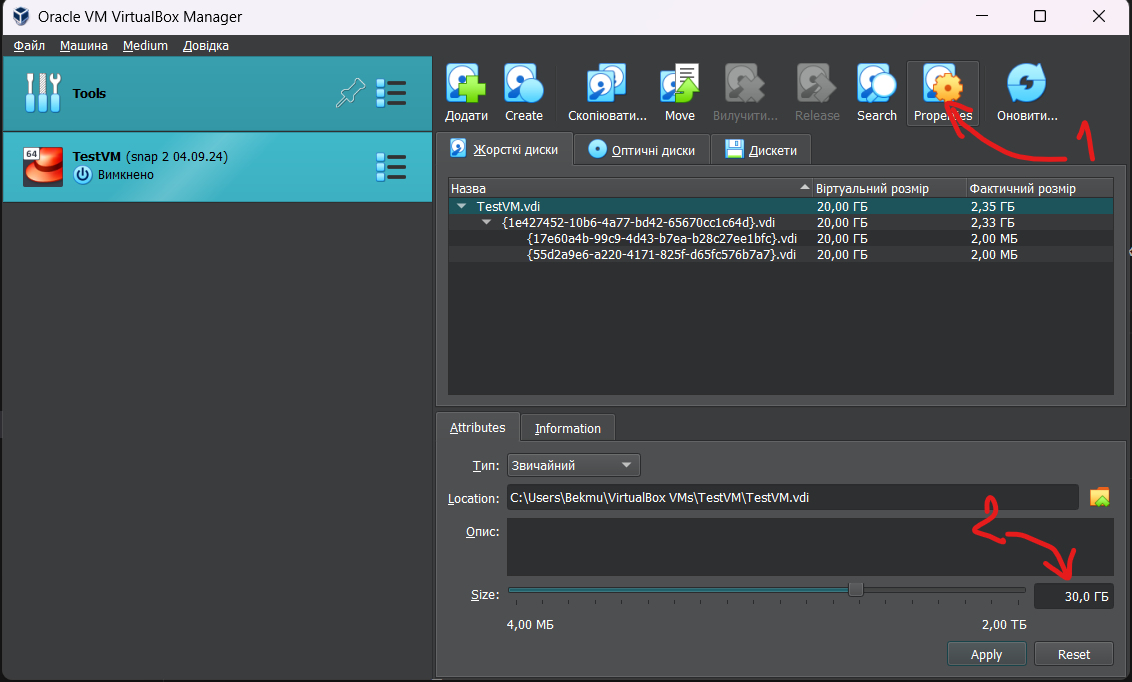 Oracle VM VirtualBox Manager
Файл Машина Medium Довідка
Tools
64
TestVM (snap 2 04.09.24)
Вимкнено
Додати Create Скопіювати... Move Вилучити... Release Search Properties Оновити... 1
Жорсткі диски Оптичні диски Дискети
Назва Віртуальний розмір Фактичний розмір
TestVM.vdi 20,00 ГБ 2,35 ГБ
{1e427452-10b6-4a77-bd42-65670cc1c64d}.vdi 20,00 ГБ 2,33 ГБ
{17e60a4b-99c9-4d43-b7ea-b28c27ee1bfc}.vdi 20,00 ГБ 2,00 МБ
{55d2a9e6-a220-4171-825f-d65fc576b7a7}.vdi 20,00 ГБ 2,00 МБ
Attributes Information
Тип: Звичайний
Location: C:\Users\Bekmu\VirtualBox VMs\TestVM\TestVM.vdi
2
Опис:
Size: 30,0 ГБ
4,00 МБ 2,00 ТБ
Apply Reset